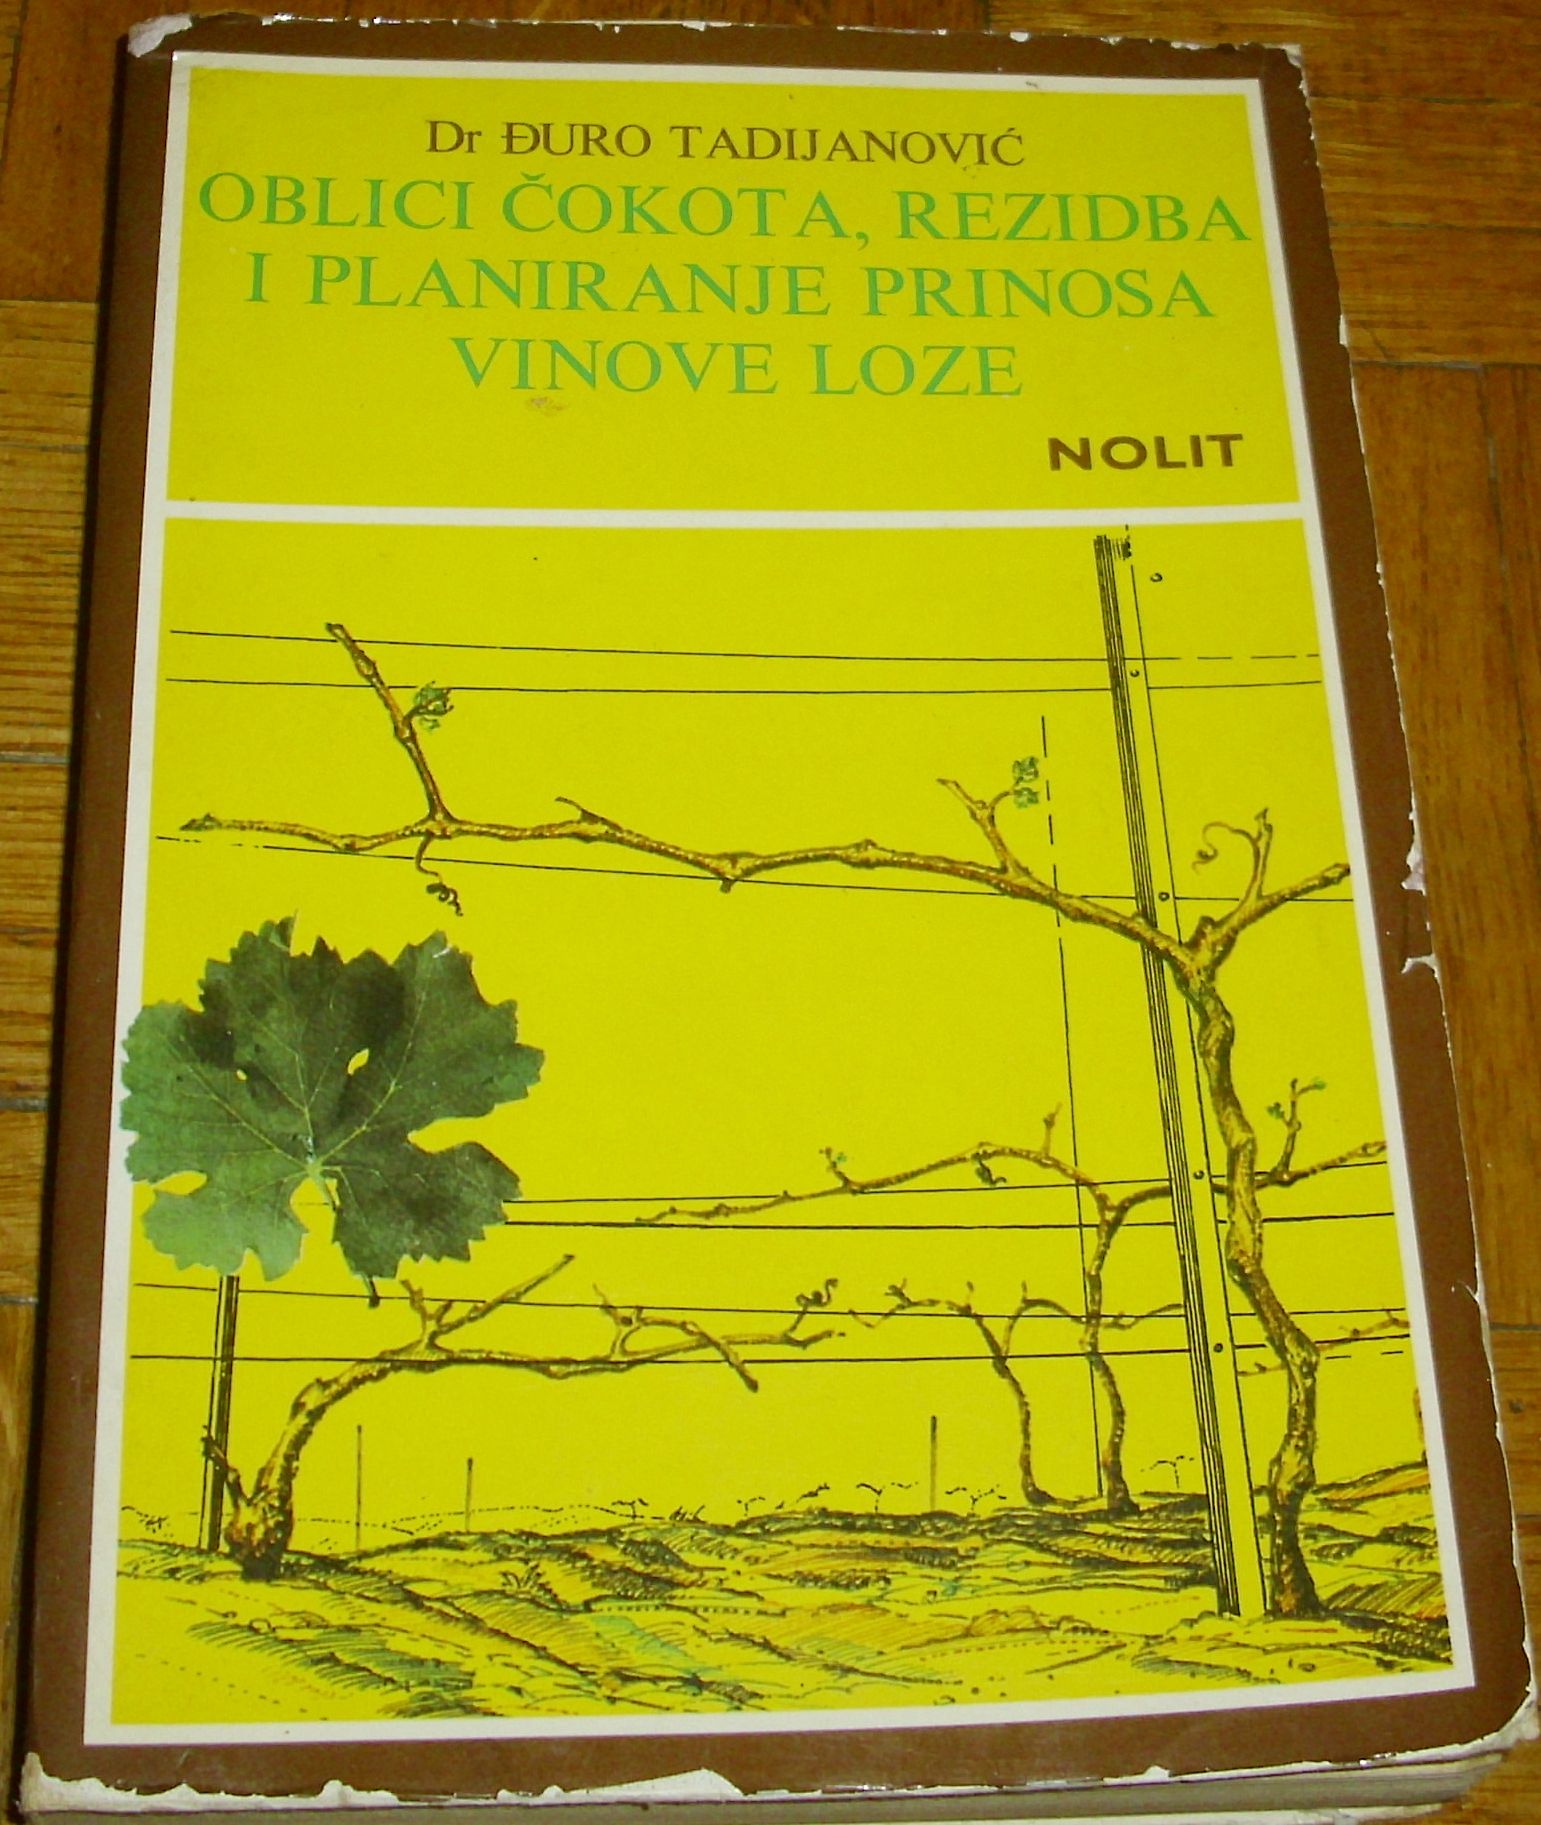 Dr ĐURO TADIJANOVIĆ
OBLICI ČOKOTA, REZIDBA
I PLANIRANJE PRINOSA
VINOVE LOZE
NOLIT